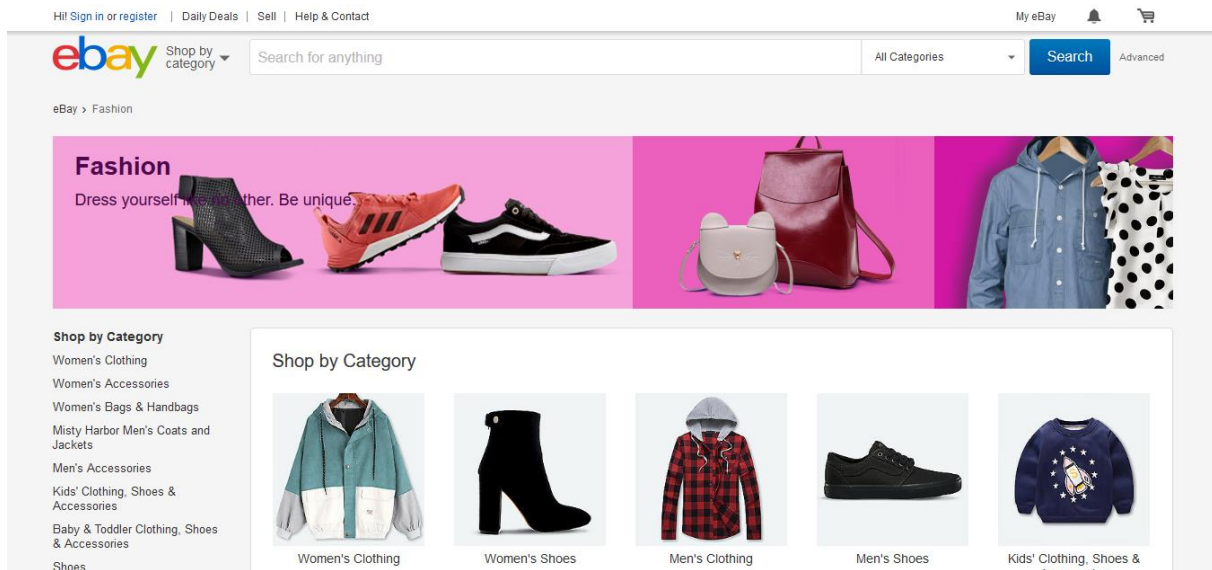 Hi! Sign in or register | Daily Deals | Sell | Help & Contact
My eBay
ebay
Shop by
category
Search for anything
All Categories
Search
Advanced
eBay > Fashion
Fashion
Dress yourself like no other. Be unique.
Shop by Category
Women's Clothing
Women's Accessories
Women's Bags & Handbags
Misty Harbor Men's Coats and
Jackets
Men's Accessories
Kids' Clothing, Shoes &
Accessories
Baby & Toddler Clothing, Shoes
& Accessories
Shoes
Shop by Category
Women's Clothing
Women's Shoes
Men's Clothing
Men's Shoes
Kids' Clothing, Shoes &